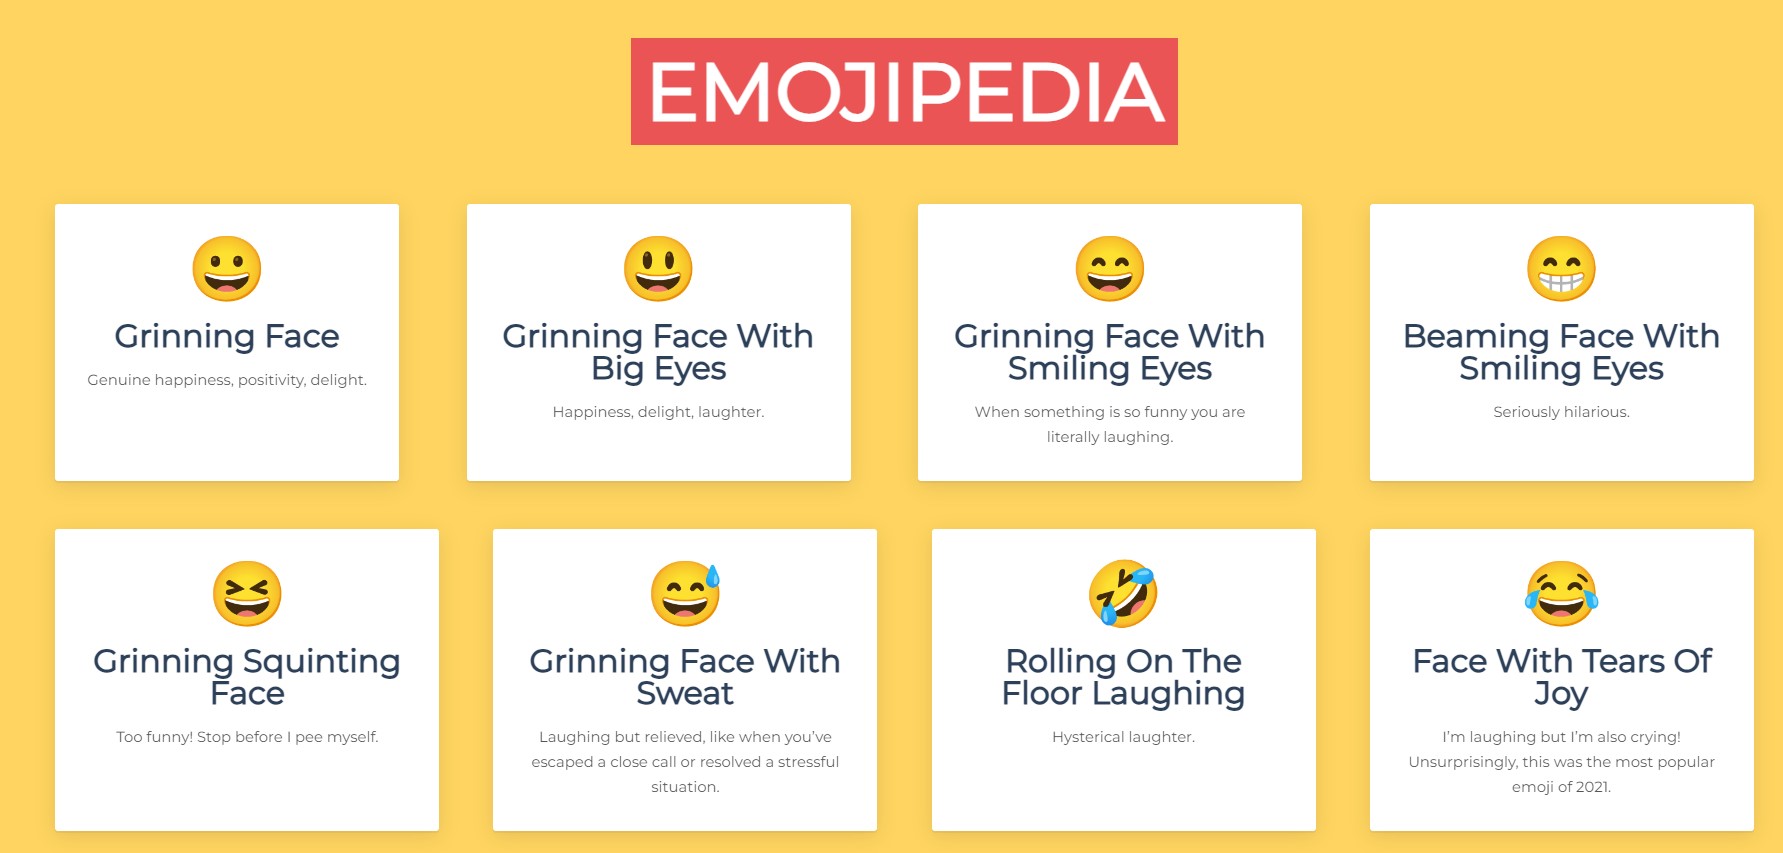 EMOJIPEDIA
Grinning Face
Genuine happiness, positivity, delight.
Grinning Face With
Big Eyes
Happiness, delight, laughter.
Grinning Face With
Smiling Eyes
When something is so funny you are
literally laughing.
Beaming Face With
Smiling Eyes
Seriously hilarious.
Grinning Squinting
Face
Too funny! Stop before I pee myself.
Grinning Face With
Sweat
Laughing but relieved, like when you’ve
escaped a close call or resolved a stressful
situation.
Rolling On The
Floor Laughing
Hysterical laughter.
Face With Tears Of
Joy
I’m laughing but I’m also crying!
Unsurprisingly, this was the most popular
emoji of 2021.